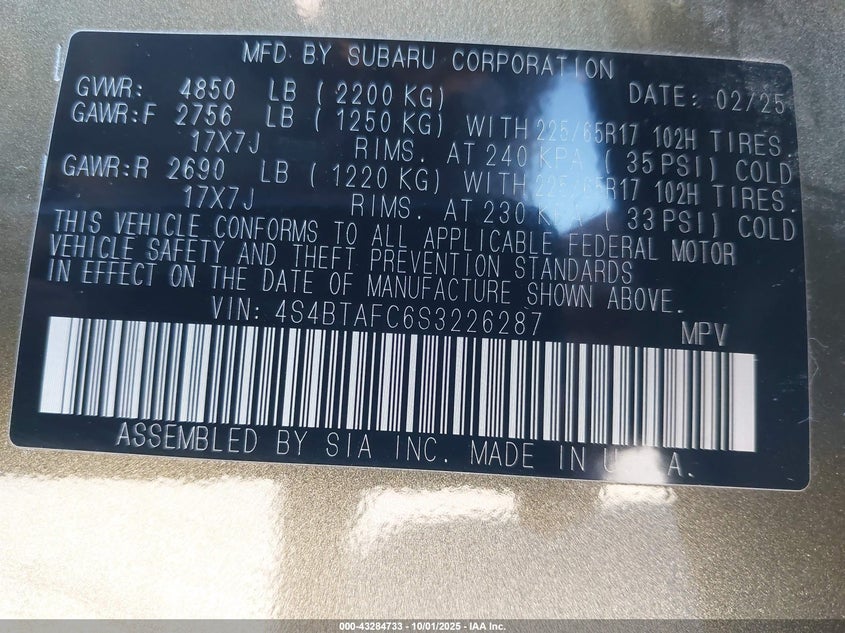 MFD BY SUBARU CORPORATION
GVWR: 4850 LB (2200 KG) DATE: 02/25
GAWR:F 2756 LB (1250 KG) WITH 225/65R17 102H TIRES.
17X7J RIMS. AT 240 KPA (35 PSI) COLD
GAWR:R 2690 LB (1220 KG) WITH 225/65R17 102H TIRES.
17X7J RIMS. AT 230 KPA (33 PSI) COLD
THIS VEHICLE CONFORMS TO ALL APPLICABLE FEDERAL MOTOR
VEHICLE SAFETY AND THEFT PREVENTION STANDARDS
IN EFFECT ON THE DATE OF MANUFACTURE SHOWN ABOVE.
VIN: 4S4BTAFC6S3226287 MPV
ASSEMBLED BY SIA INC. MADE IN U.S.A.
000-43284733 - 10/01/2025 - IAA Inc.